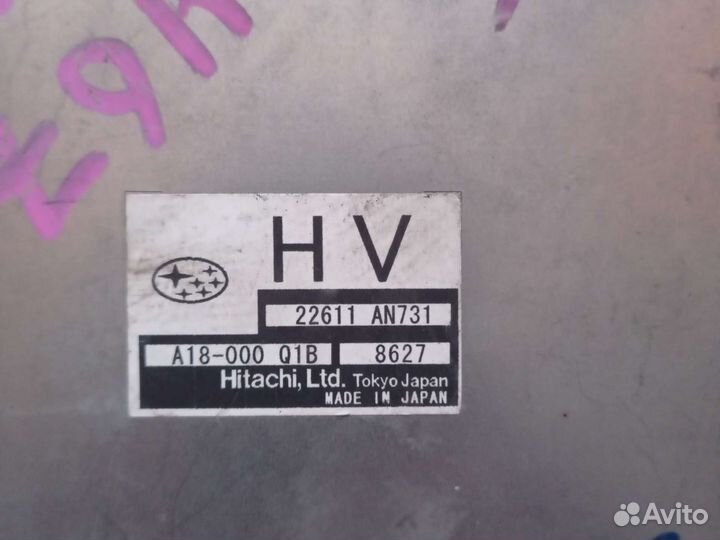 HV
22611 AN731
A18-000 Q1B 8627
Hitachi, Ltd. Tokyo Japan
MADE IN JAPAN
Avito